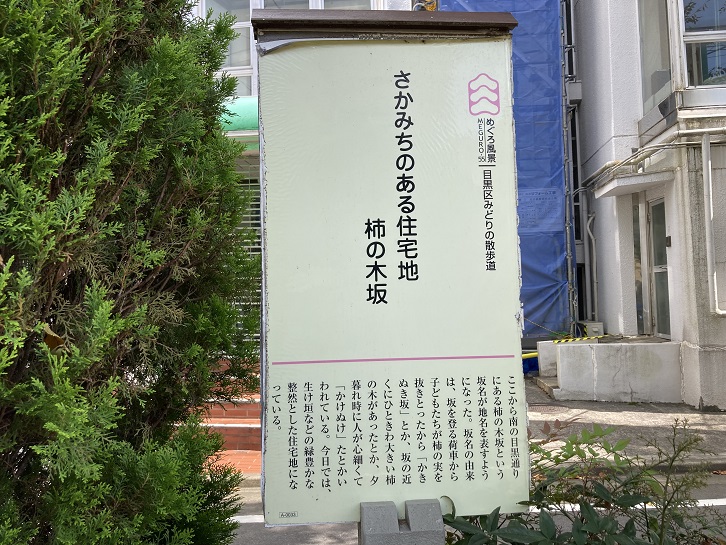 めぐろ風景
MEGURO 55
目黒区みどりの散歩道
さかみちのある住宅地
柿の木坂
ここから南の目黒通り
にある柿の木坂という
坂名が地名を表すよう
になった。坂名の由来
は、坂を登る荷車から
子どもたちが柿の実を
抜きとったから「かき
ぬき坂」とか、坂の近
くにひときわ大きい柿
の木があったとか、夕
暮れ時に人が心細くて
「かけぬけ」たとかい
われている。今日では、
生け垣などの緑豊かな
整然とした住宅地にな
っている。
A-0033